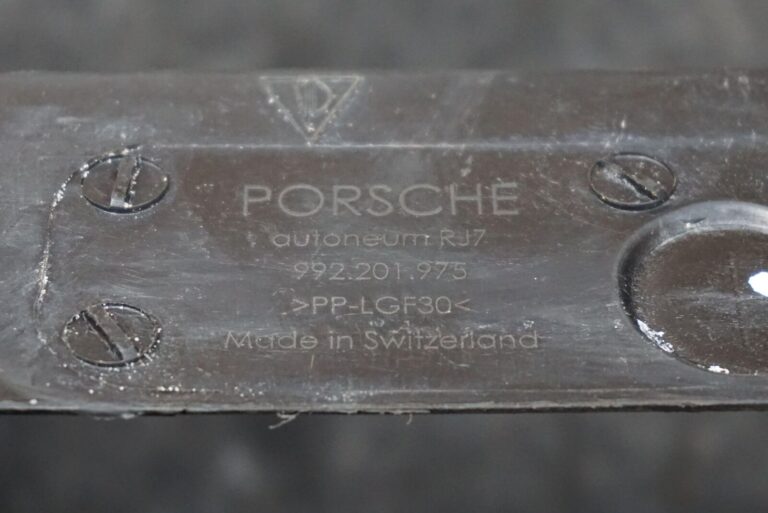 PORSCHE
autoneum RJ7
992.201.975
>PP-LGF30<
Made in Switzerland